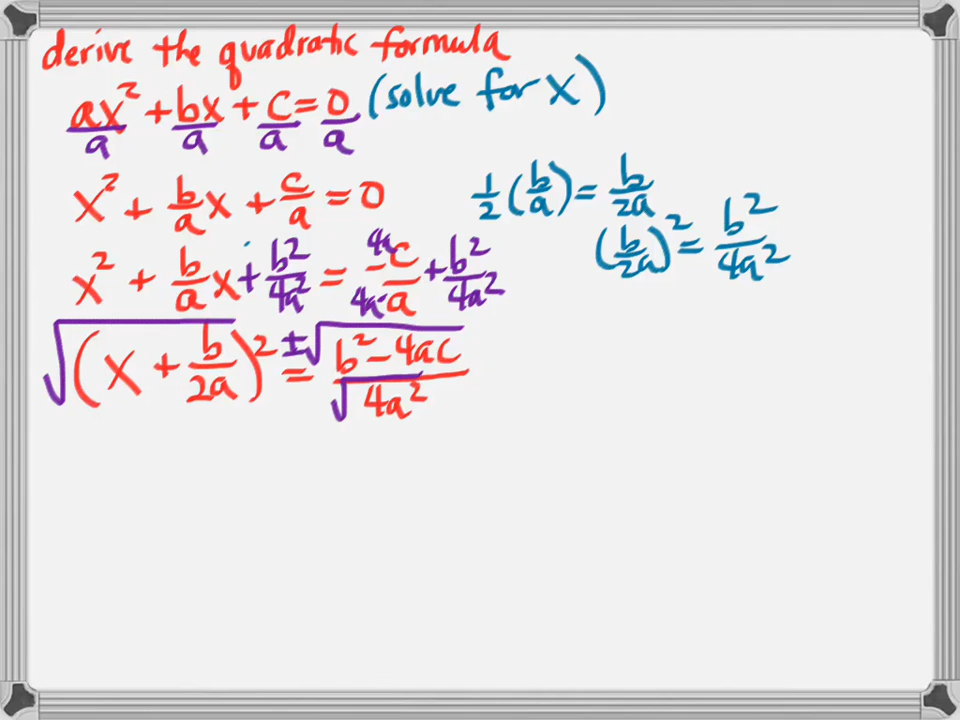 derive the quadratic formula
ax²/a + bx/a + c/a = 0/a (solve for x)
x² + b/a x + c/a = 0
1/2 (b/a) = b/2a
(b/2a)² = b²/4a²
x² + b/a x + b²/4a² = 4a/4a · -c/a + b²/4a²
√(x + b/2a)² = ±√b² - 4ac / √4a²